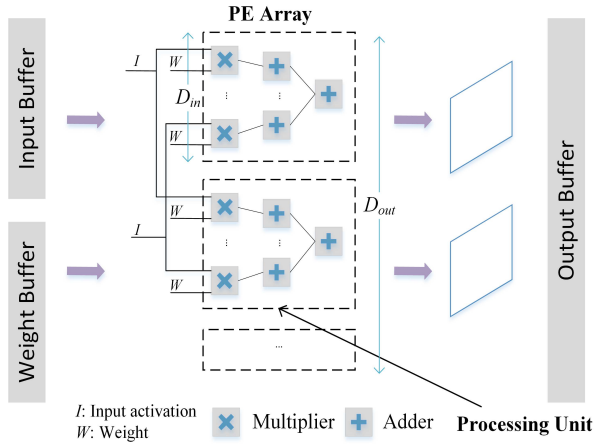 PE Array
Input Buffer
Weight Buffer
I
W
...
W
D_in
I
W
...
W
D_out
...
Output Buffer
I: Input activation
W: Weight
Multiplier
Adder
Processing Unit